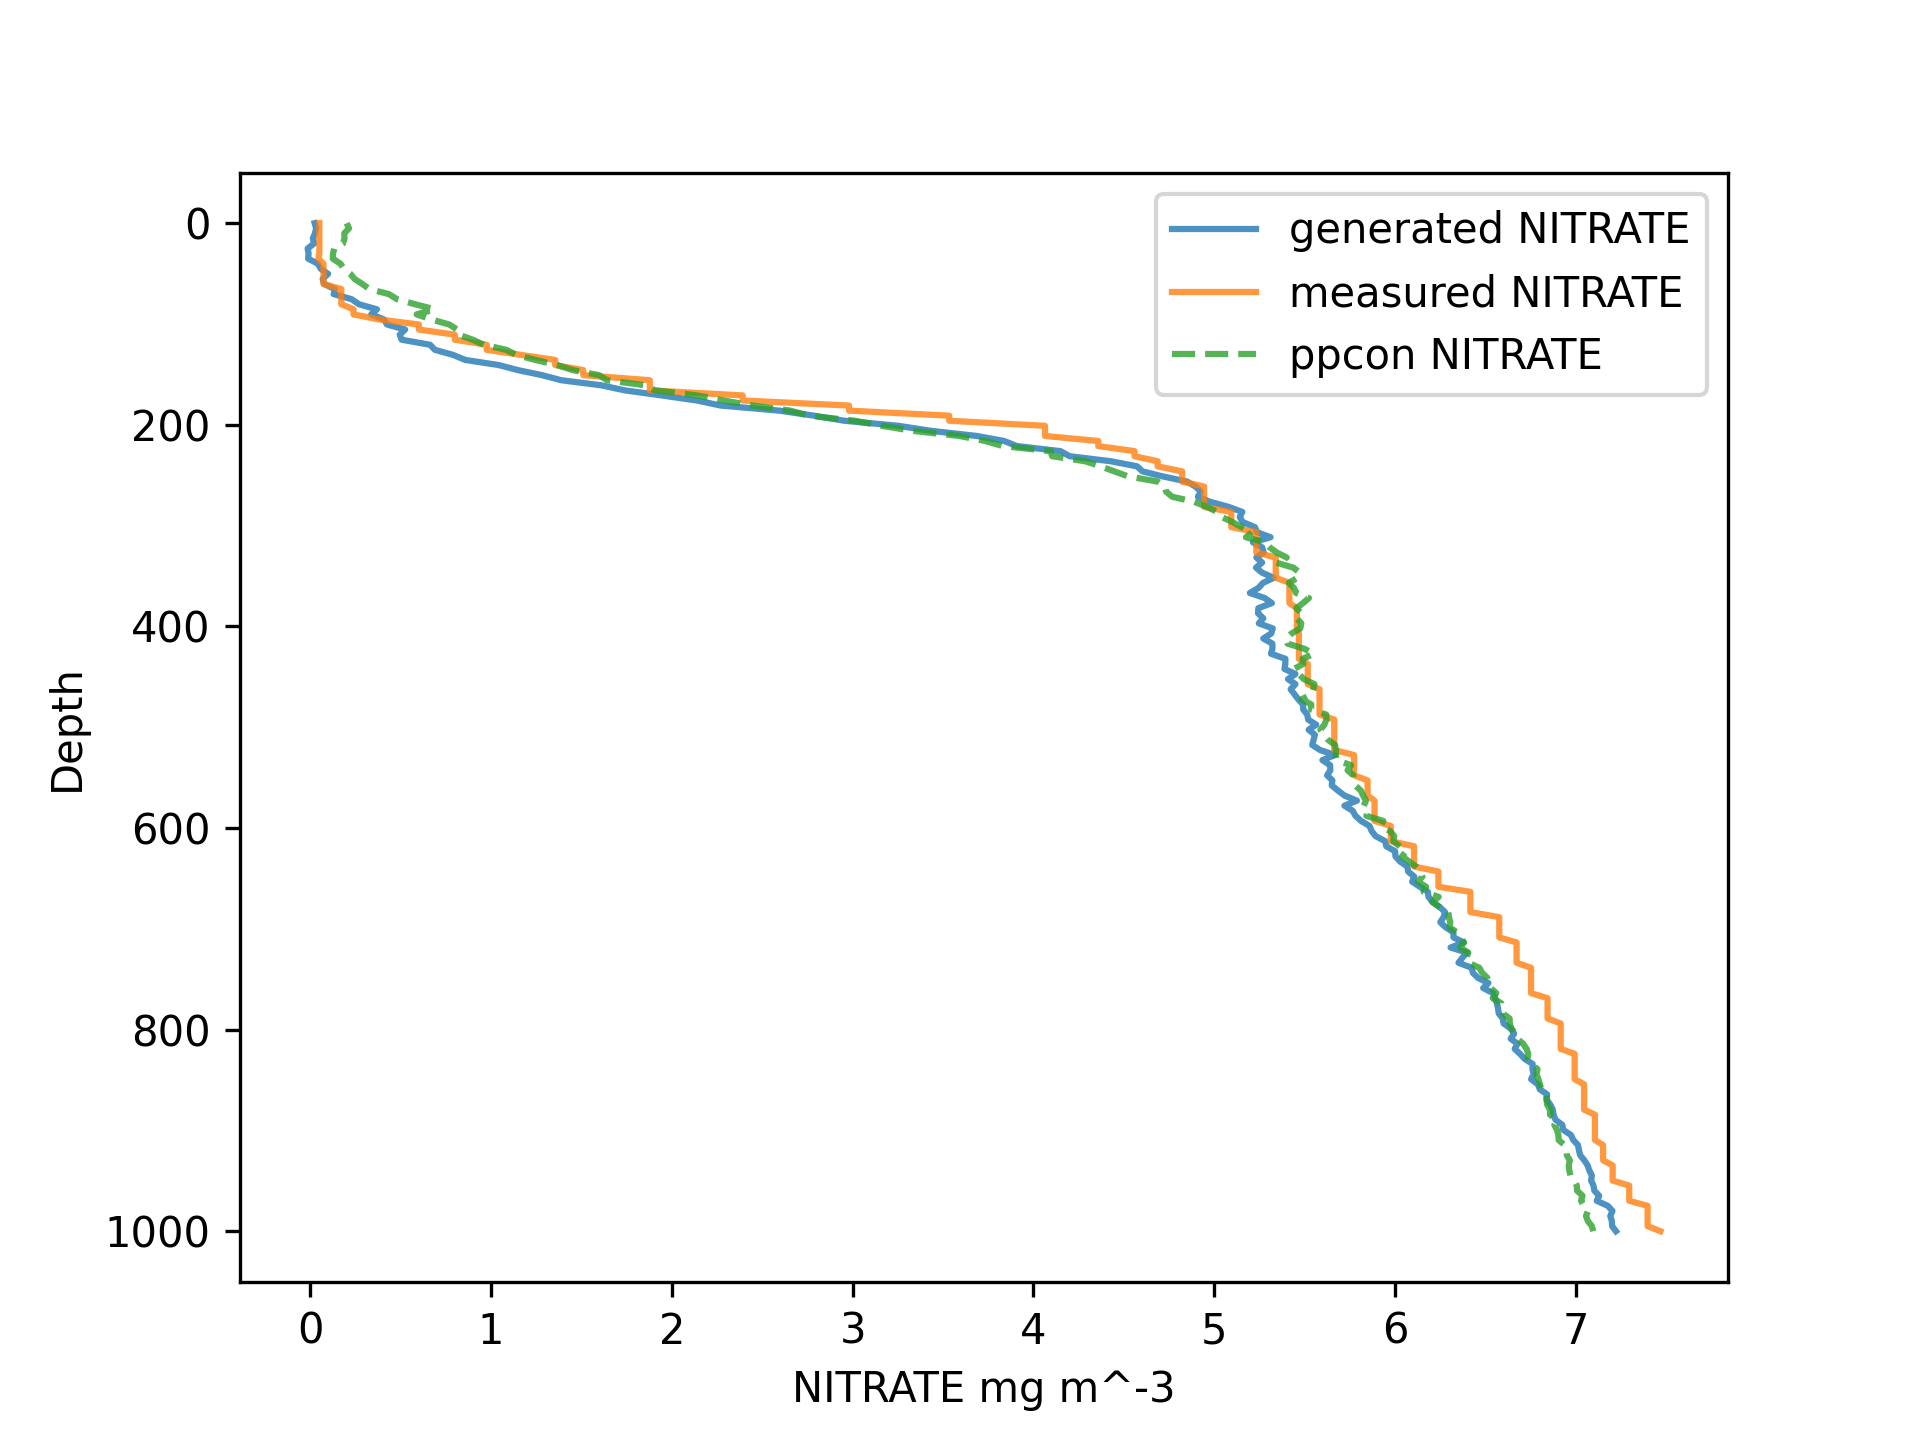 generated NITRATE
measured NITRATE
ppcon NITRATE
0
200
400
600
800
1000
Depth
0 1 2 3 4 5 6 7
NITRATE mg m^-3